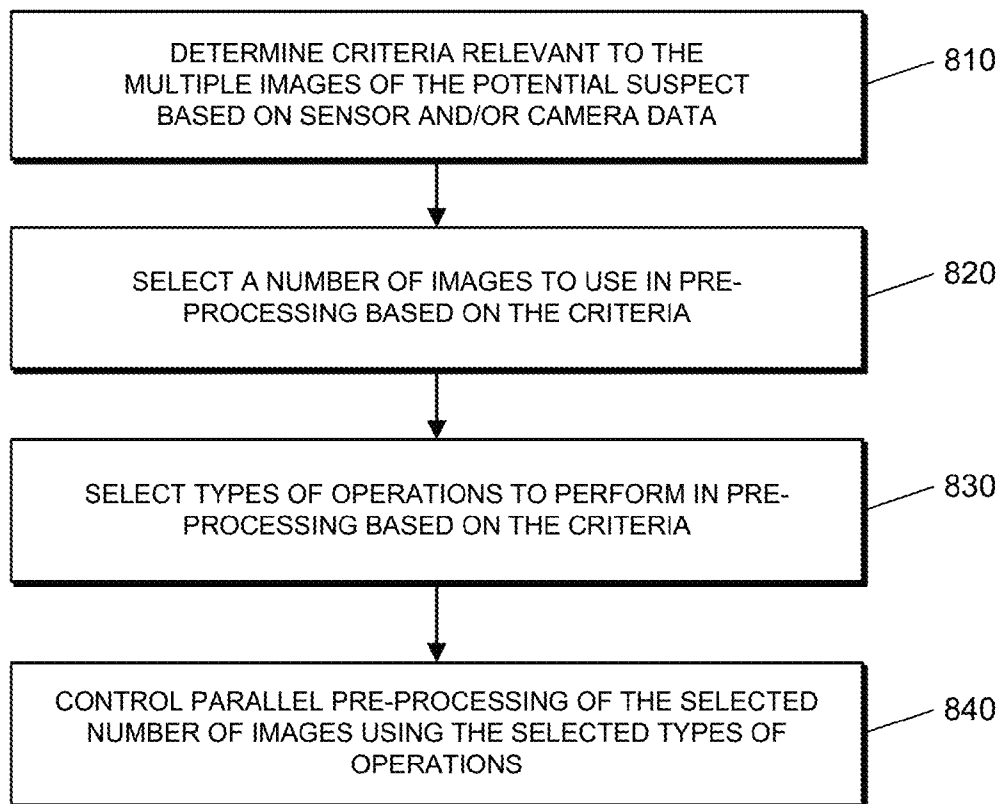 DETERMINE CRITERIA RELEVANT TO THE
MULTIPLE IMAGES OF THE POTENTIAL SUSPECT
BASED ON SENSOR AND/OR CAMERA DATA
810
SELECT A NUMBER OF IMAGES TO USE IN PRE-
PROCESSING BASED ON THE CRITERIA
820
SELECT TYPES OF OPERATIONS TO PERFORM IN PRE-
PROCESSING BASED ON THE CRITERIA
830
CONTROL PARALLEL PRE-PROCESSING OF THE SELECTED
NUMBER OF IMAGES USING THE SELECTED TYPES OF
OPERATIONS
840